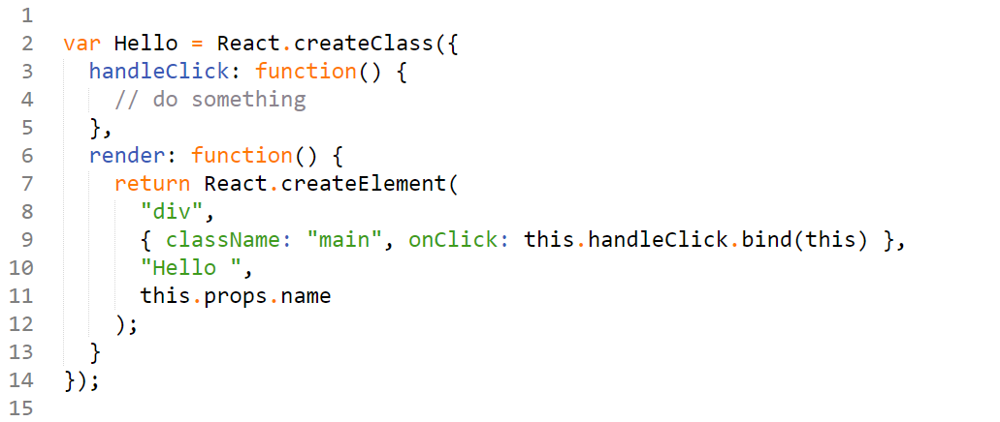 1
2 var Hello = React.createClass({
3 handleClick: function() {
4 // do something
5 },
6 render: function() {
7 return React.createElement(
8 "div",
9 { className: "main", onClick: this.handleClick.bind(this) },
10 "Hello ",
11 this.props.name
12 );
13 }
14 });
15